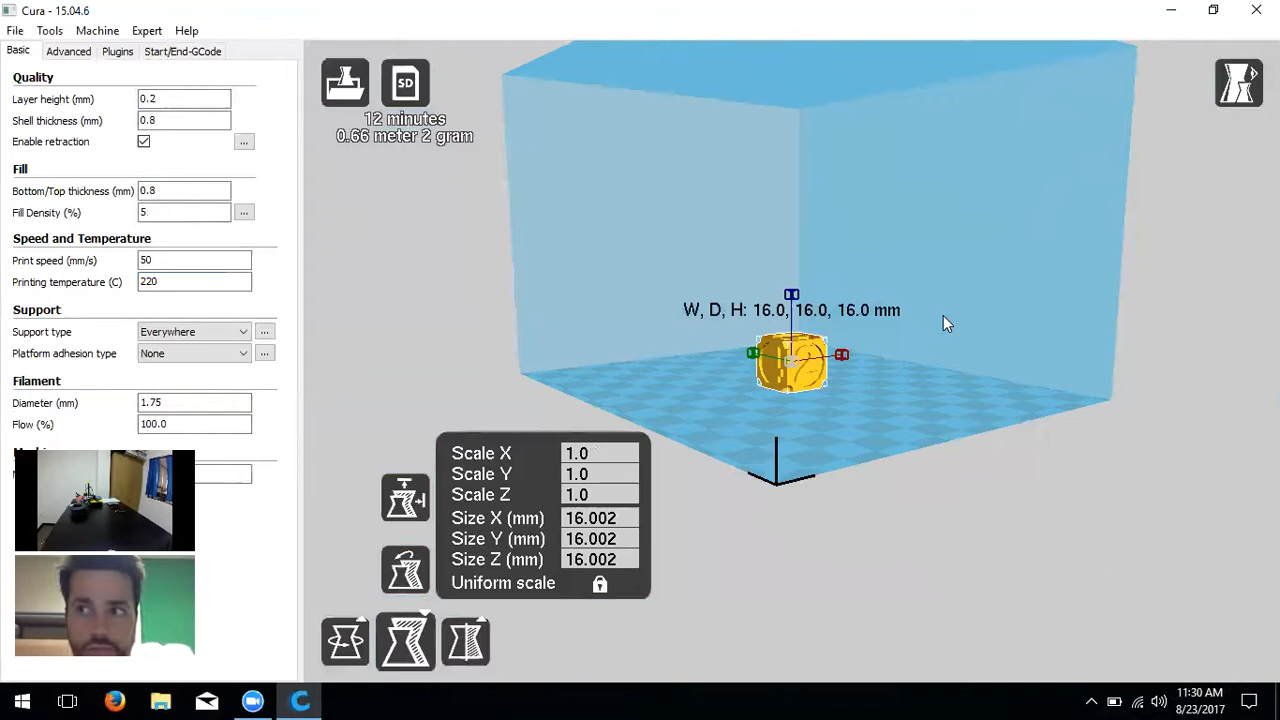 Cura - 15.04.6
File Tools Machine Expert Help
Basic Advanced Plugins Start/End-GCode
Quality
Layer height (mm) 0.2
Shell thickness (mm) 0.8
Enable retraction ...
Fill
Bottom/Top thickness (mm) 0.8
Fill Density (%) 5 ...
Speed and Temperature
Print speed (mm/s) 50
Printing temperature (C) 220
Support
Support type Everywhere ...
Platform adhesion type None ...
Filament
Diameter (mm) 1.75
Flow (%) 100.0
SD
12 minutes
0.66 meter 2 gram
W, D, H: 16.0, 16.0, 16.0 mm
Scale X 1.0
Scale Y 1.0
Scale Z 1.0
Size X (mm) 16.002
Size Y (mm) 16.002
Size Z (mm) 16.002
Uniform scale
11:30 AM
8/23/2017